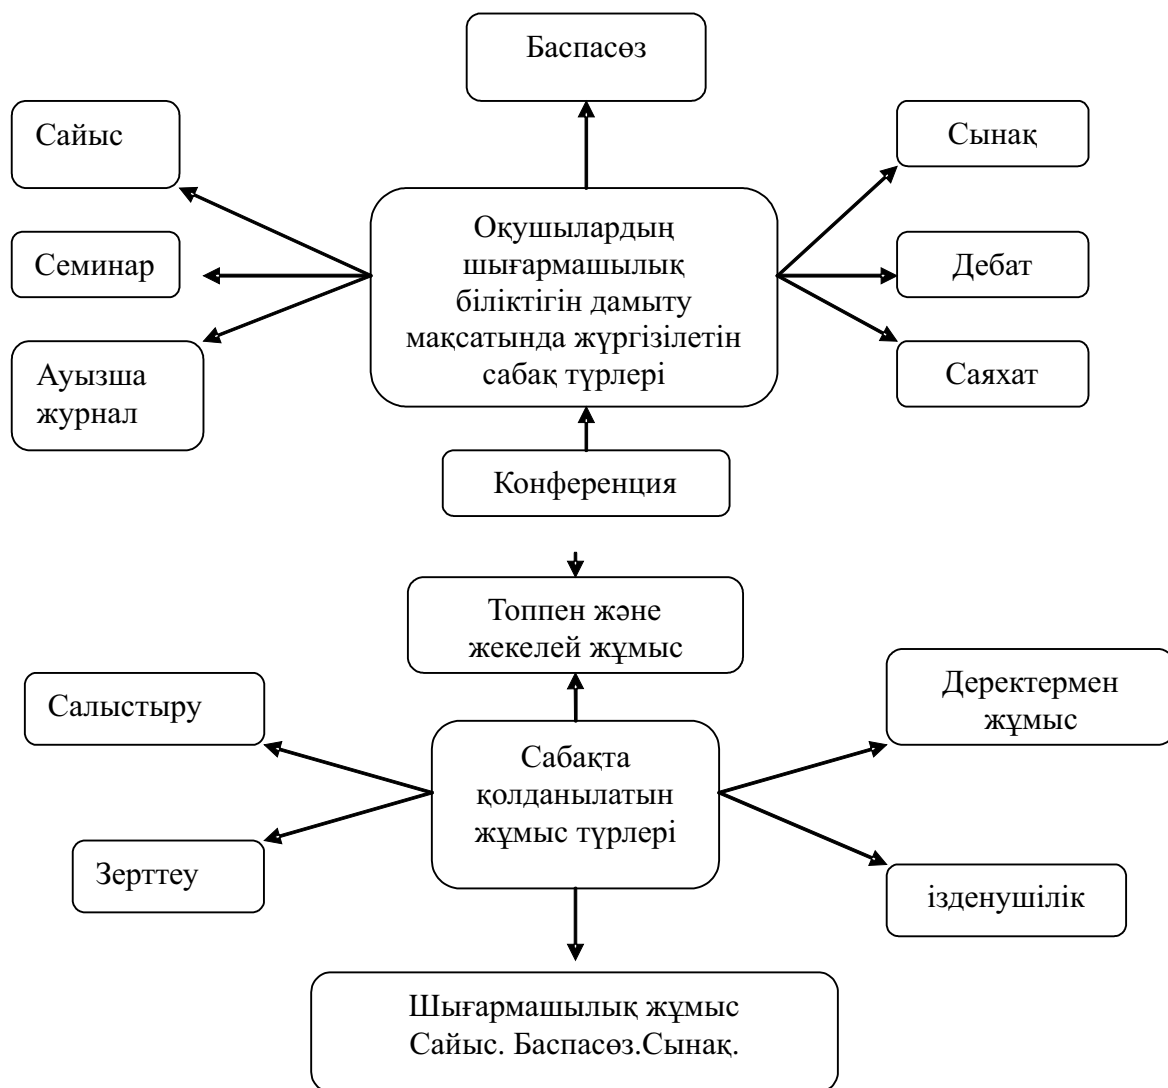 Баспасөз
Сайыс
Сынақ
Оқушылардың
шығармашылық
біліктігін дамыту
мақсатында жүргізілетін
сабақ түрлері
Семинар
Дебат
Ауызша
журнал
Саяхат
Конференция
Топпен және
жекелей жұмыс
Салыстыру
Деректермен
жұмыс
Сабақта
қолданылатын
жұмыс түрлері
Зерттеу
ізденушілік
Шығармашылық жұмыс
Сайыс. Баспасөз.Сынақ.